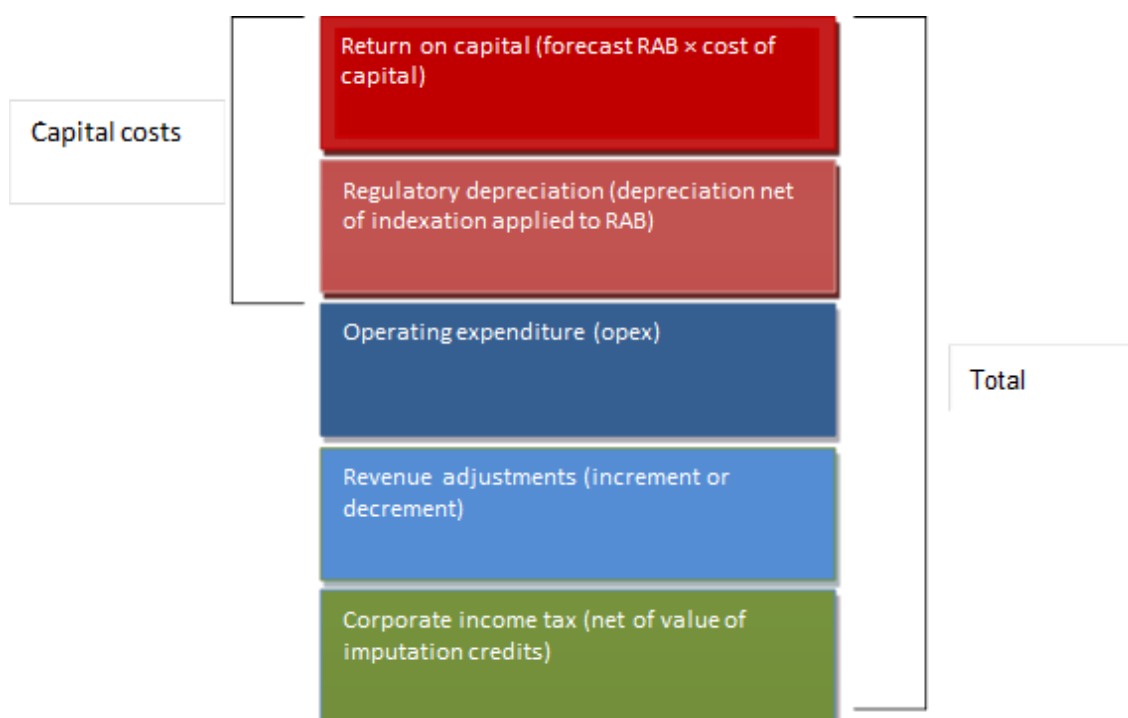 Return on capital (forecast RAB × cost of
capital)
Capital costs
Regulatory depreciation (depreciation net
of indexation applied to RAB)
Operating expenditure (opex)
Total
Revenue adjustments (increment or
decrement)
Corporate income tax (net of value of
imputation credits)